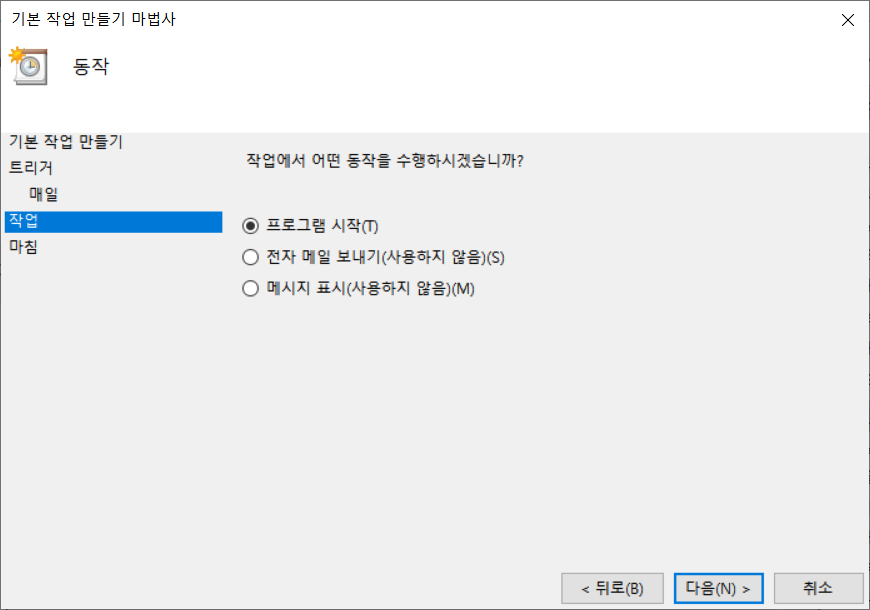 기본 작업 만들기 마법사
동작
기본 작업 만들기
트리거
매일
작업
마침
작업에서 어떤 동작을 수행하시겠습니까?
프로그램 시작(T)
전자 메일 보내기(사용하지 않음)(S)
메시지 표시(사용하지 않음)(M)
< 뒤로(B)
다음(N) >
취소